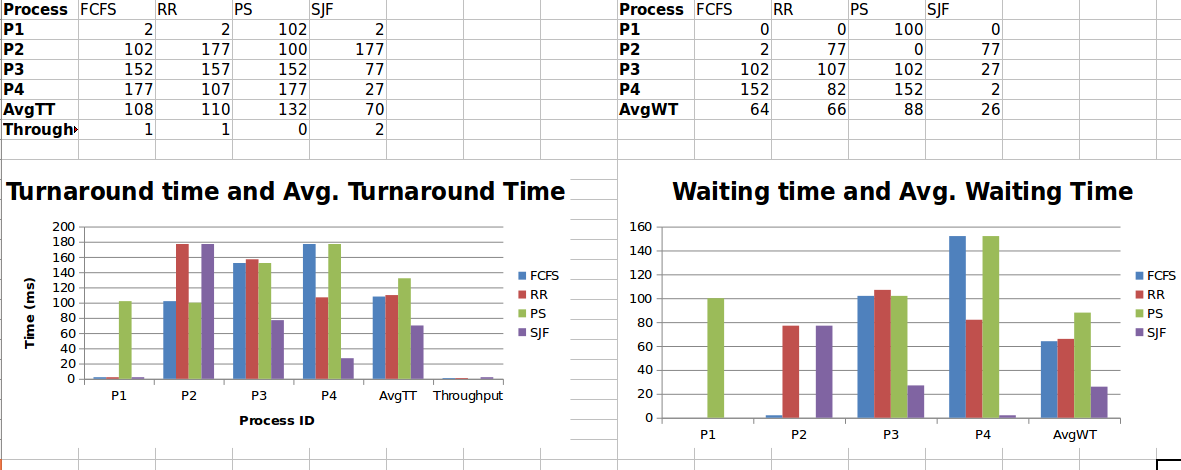 Process FCFS RR PS SJF
P1 2 2 102 2
P2 102 177 100 177
P3 152 157 152 77
P4 177 107 177 27
AvgTT 108 110 132 70
Through 1 1 0 2
Process FCFS RR PS SJF
P1 0 0 100 0
P2 2 77 0 77
P3 102 107 102 27
P4 152 82 152 2
AvgWT 64 66 88 26
Turnaround time and Avg. Turnaround Time
200
180
160
140
120
100
80
60
40
20
0
Time (ms)
P1 P2 P3 P4 AvgTT Throughput
Process ID
FCFS
RR
PS
SJF
Waiting time and Avg. Waiting Time
160
140
120
100
80
60
40
20
0
P1 P2 P3 P4 AvgWT
FCFS
RR
PS
SJF